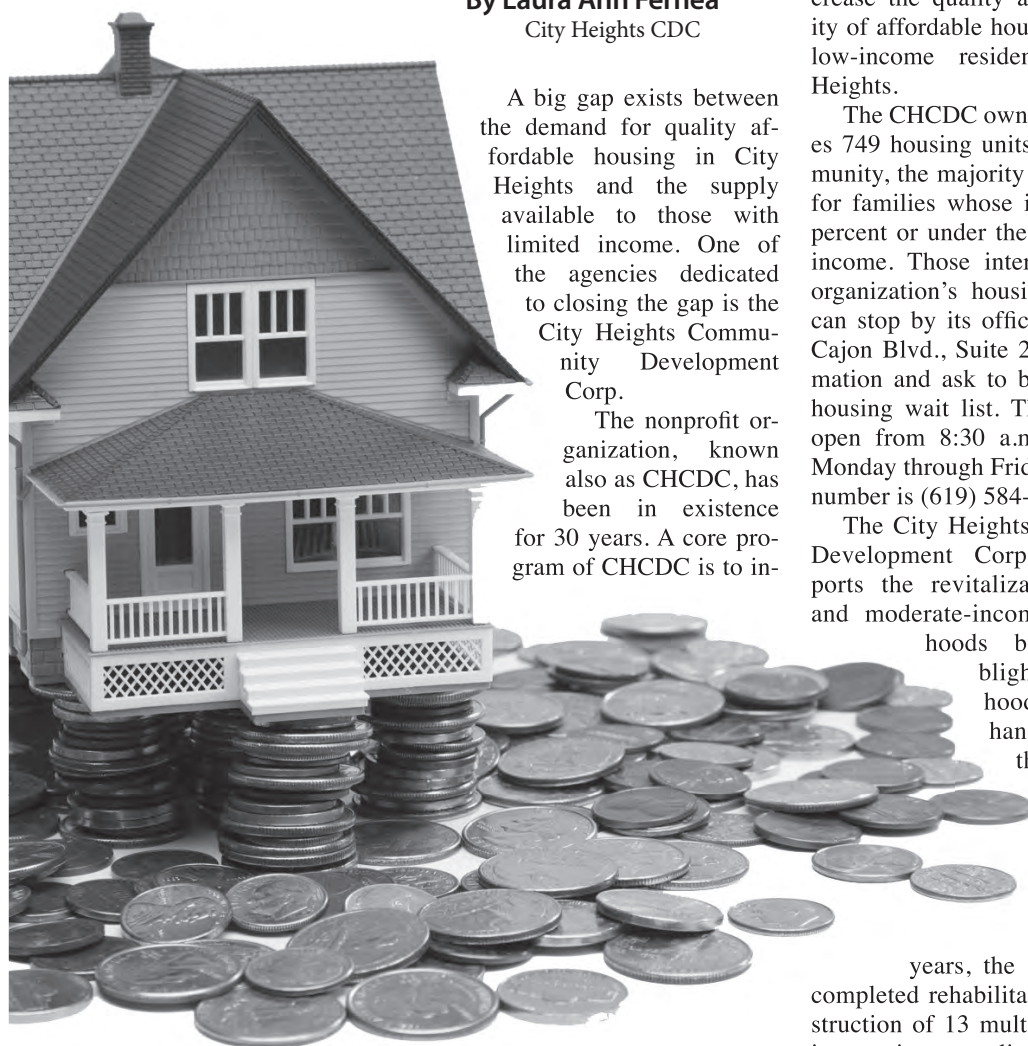 By Laura Ann Fernea
City Heights CDC
A big gap exists between
the demand for quality af-
fordable housing in City
Heights and the supply
available to those with
limited income. One of
the agencies dedicated
to closing the gap is the
City Heights Commu-
nity Development
Corp.
The nonprofit or-
ganization, known
also as CHCDC, has
been in existence
for 30 years. A core pro-
gram of CHCDC is to in-
crease the quality a
ity of affordable hou
low-income residen
Heights.
The CHCDC own
es 749 housing units
munity, the majority
for families whose i
percent or under the
income. Those inter
organization's housi
can stop by its offic
Cajon Blvd., Suite 2
mation and ask to b
housing wait list. Th
open from 8:30 a.m
Monday through Frid
number is (619) 584-
The City Heights
Development Corp
ports the revitaliza
and moderate-incom
hoods b
bligh
hood
han
th
years, the
completed rehabilita
struction of 13 mult